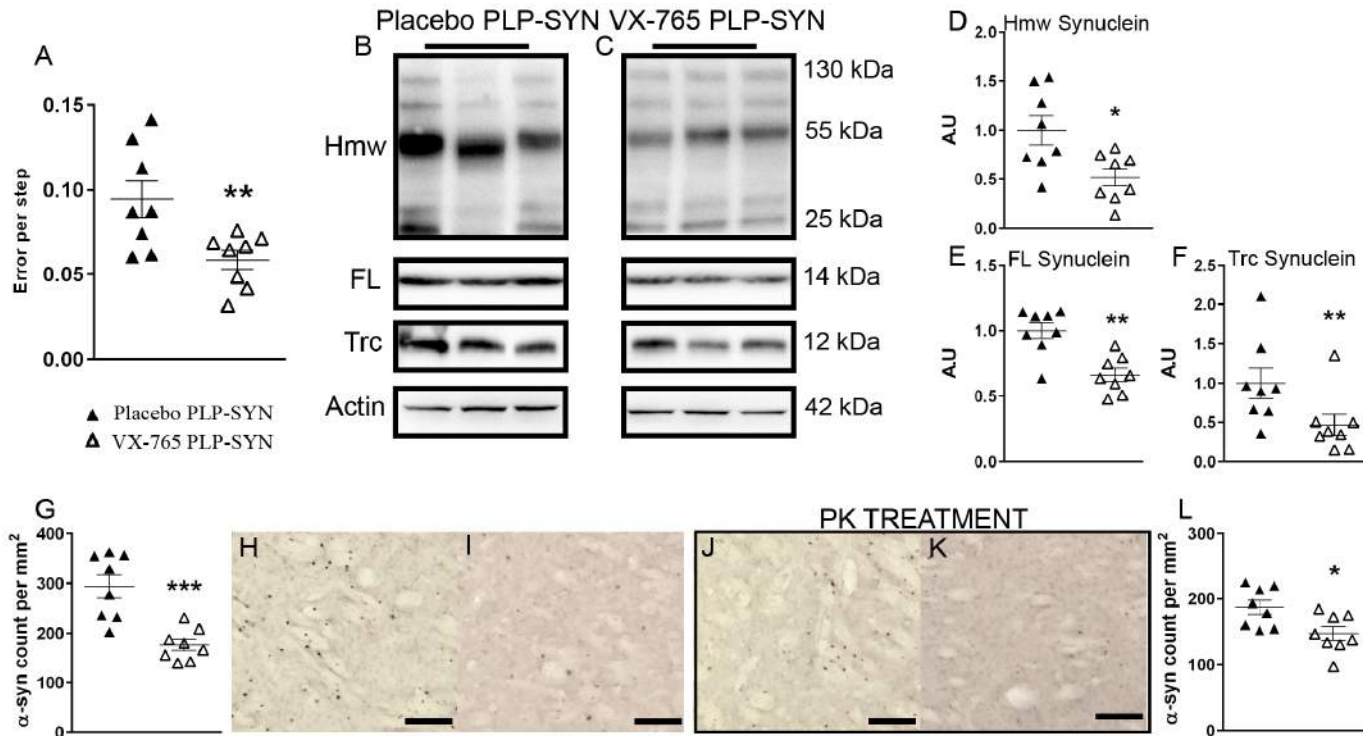 Placebo PLP-SYN VX-765 PLP-SYN
A
Error per step
0.15
0.10
0.05
0.00
**
▲ Placebo PLP-SYN
△ VX-765 PLP-SYN
B
C
Hmw
130 kDa
55 kDa
25 kDa
FL
14 kDa
Trc
12 kDa
Actin
42 kDa
D
Hmw Synuclein
A.U
2.0
1.5
1.0
0.5
0.0
*
E
FL Synuclein
A.U
1.5
1.0
0.5
0.0
**
F
Trc Synuclein
A.U
2.5
2.0
1.5
1.0
0.5
0.0
**
G
α-syn count per mm²
400
300
200
100
0
***
H
I
PK TREATMENT
J
K
L
α-syn count per mm²
300
200
100
0
*